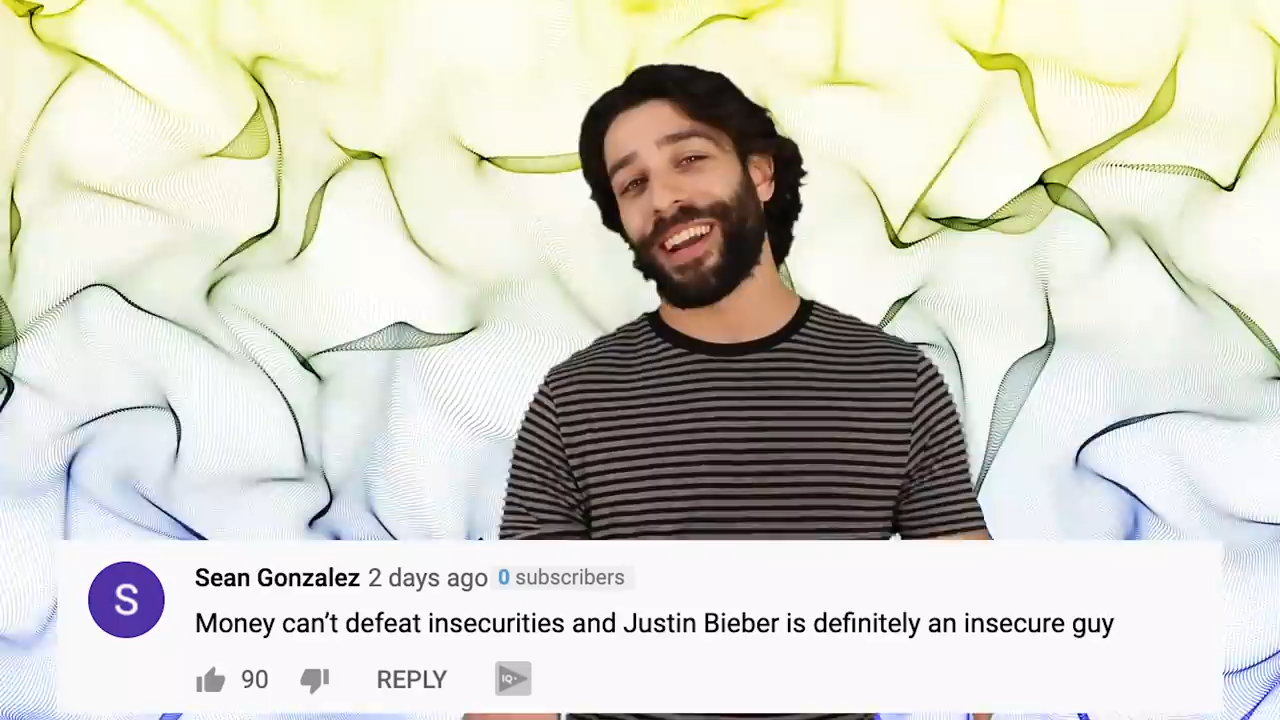 S
Sean Gonzalez 2 days ago 0 subscribers
Money can’t defeat insecurities and Justin Bieber is definitely an insecure guy
90 REPLY IQ